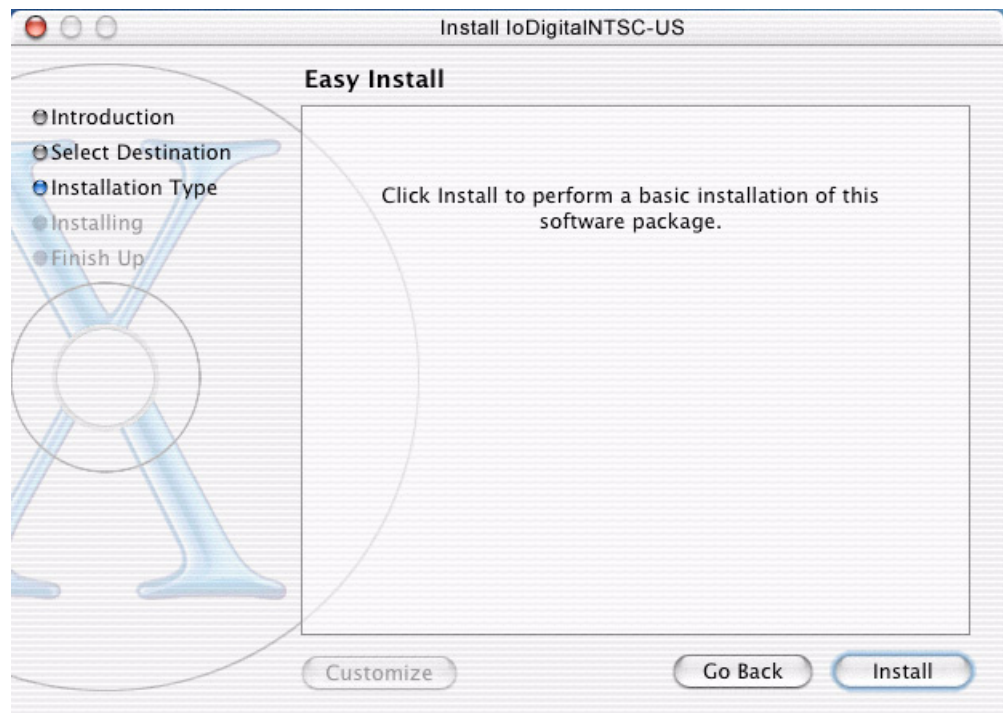 Install IoDigitalNTSC-US
Easy Install
Introduction
Select Destination
Installation Type
Installing
Finish Up
Click Install to perform a basic installation of this
software package.
Customize
Go Back
Install